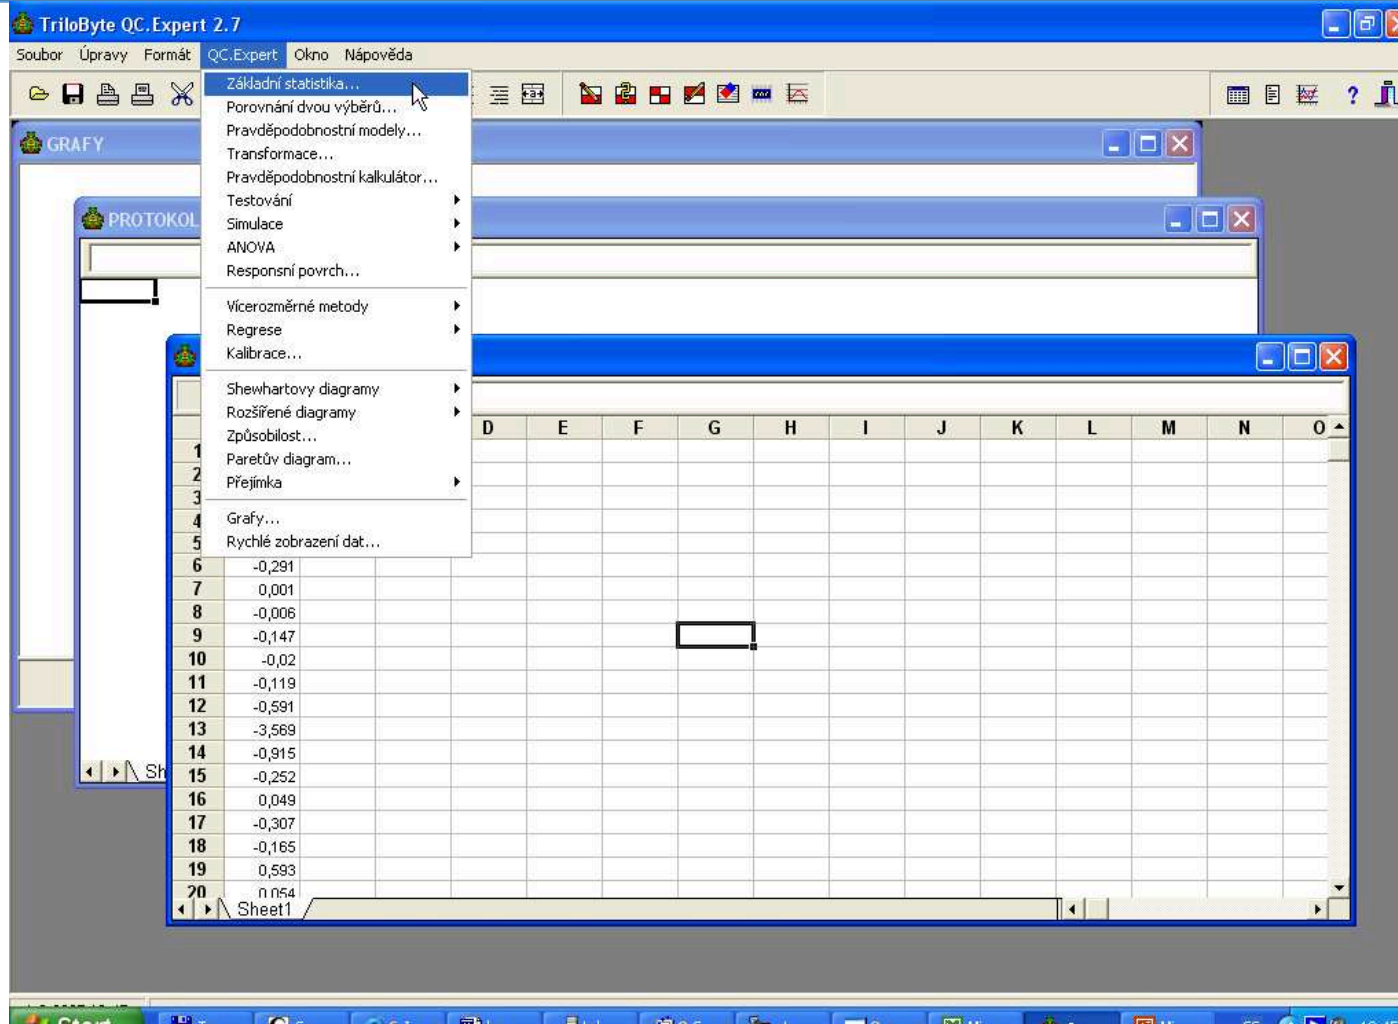 TriloByte QC.Expert 2.7
Soubor Úpravy Formát QC.Expert Okno Nápověda
GRAFY
PROTOKOL
Základní statistika...
Porovnání dvou výběrů...
Pravděpodobnostní modely...
Transformace...
Pravděpodobnostní kalkulátor...
Testování
Simulace
ANOVA
Responsní povrch...
Vícerozměrné metody
Regrese
Kalibrace...
Shewhartovy diagramy
Rozšířené diagramy
Způsobilost...
Paretův diagram...
Přejímka
Grafy...
Rychlé zobrazení dat...
D E F G H I J K L M N O
1
2
3
4
5
6 -0,291
7 0,001
8 -0,006
9 -0,147
10 -0,02
11 -0,119
12 -0,591
13 -3,569
14 -0,915
15 -0,252
16 0,049
17 -0,307
18 -0,165
19 0,593
20 0,054
Sheet1
Start